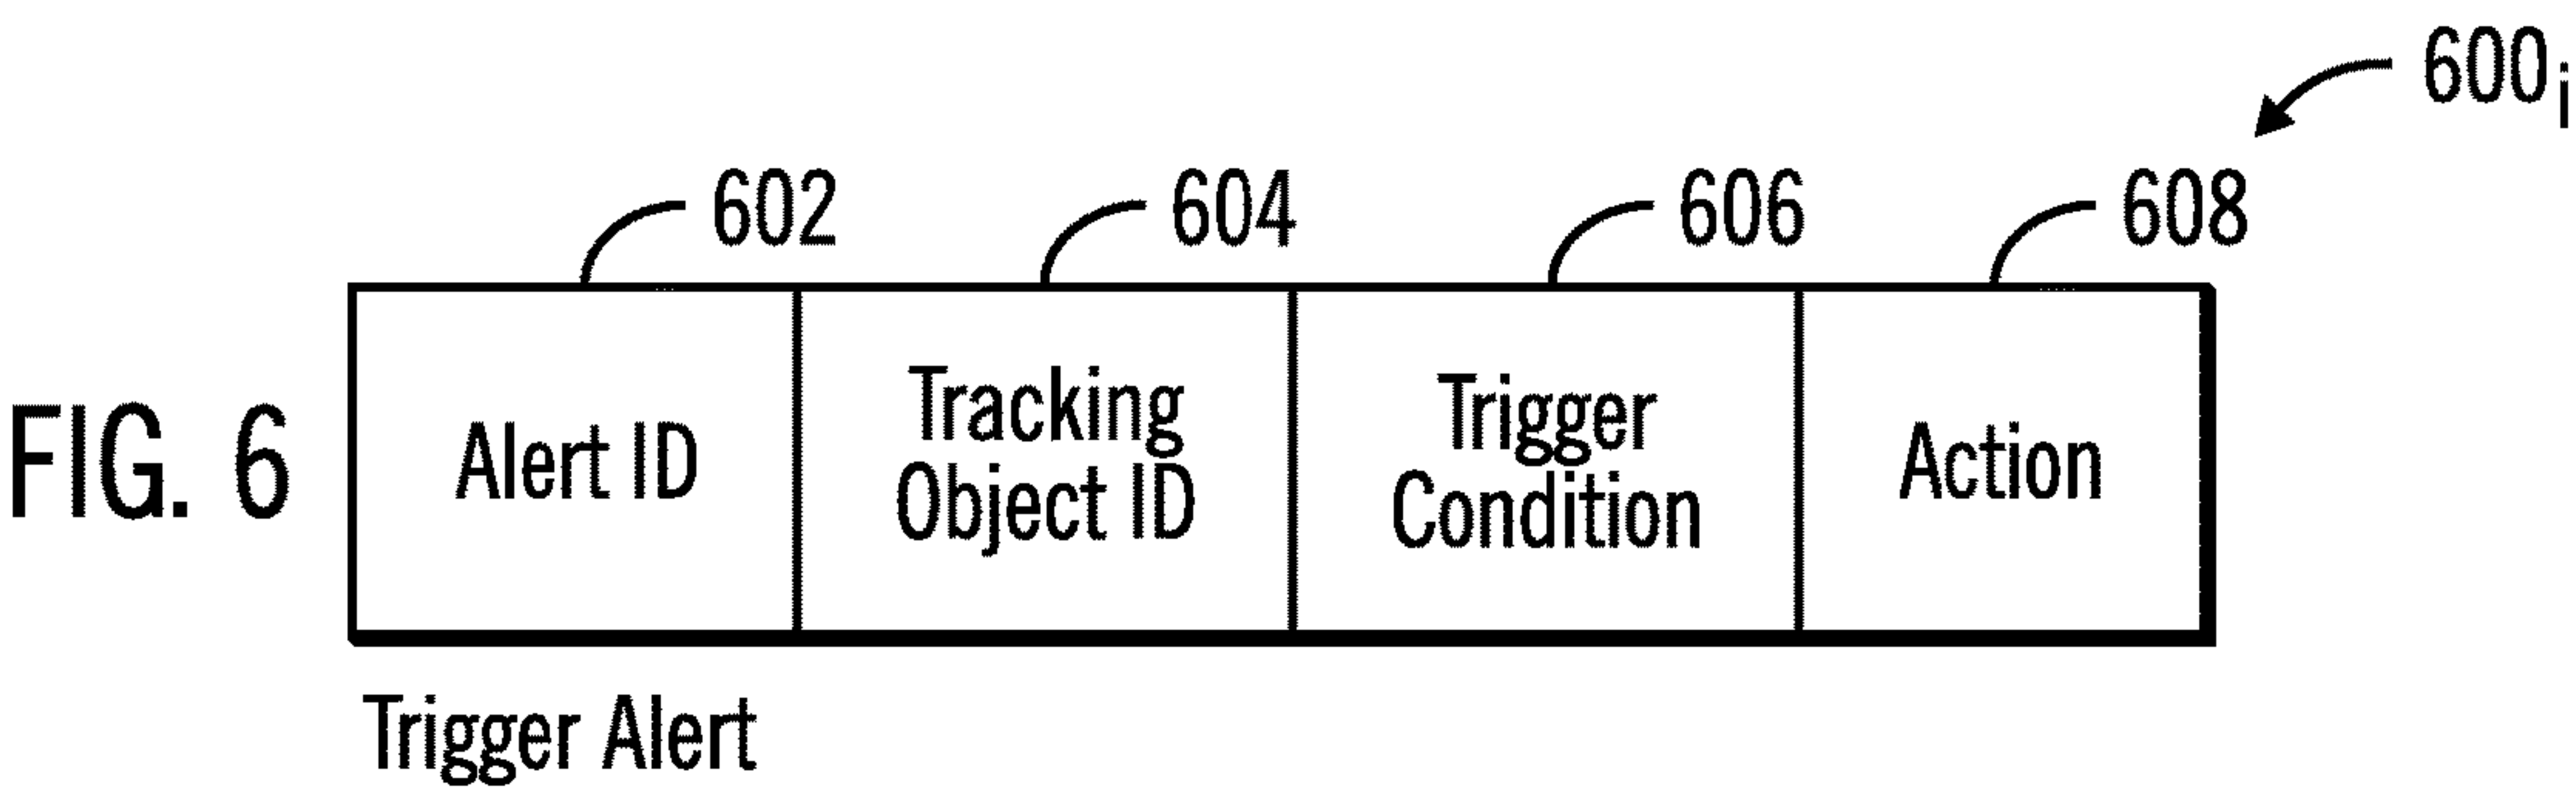 600i
602 604 606 608
FIG. 6
Alert ID
Tracking
Object ID
Trigger
Condition
Action
Trigger Alert